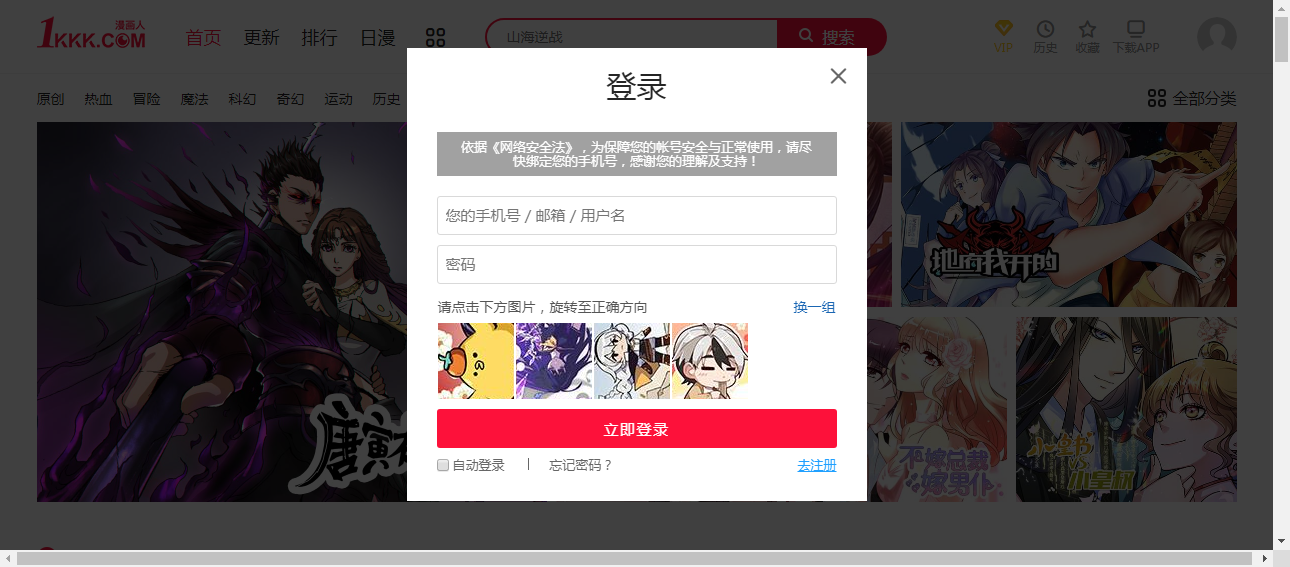 漫画人
1KKK.COM
首页 更新 排行 日漫
山海逆战
搜索
VIP 历史 收藏 下载APP
原创 热血 冒险 魔法 科幻 奇幻 运动 历史
全部分类
登录
依据《网络安全法》，为保障您的帐号安全与正常使用，请尽
快绑定您的手机号，感谢您的理解及支持！
您的手机号 / 邮箱 / 用户名
密码
请点击下方图片，旋转至正确方向 换一组
立即登录
自动登录 | 忘记密码？ 去注册
地府我开的
唐寅
不嫁总裁
嫁男仆
小皇叔